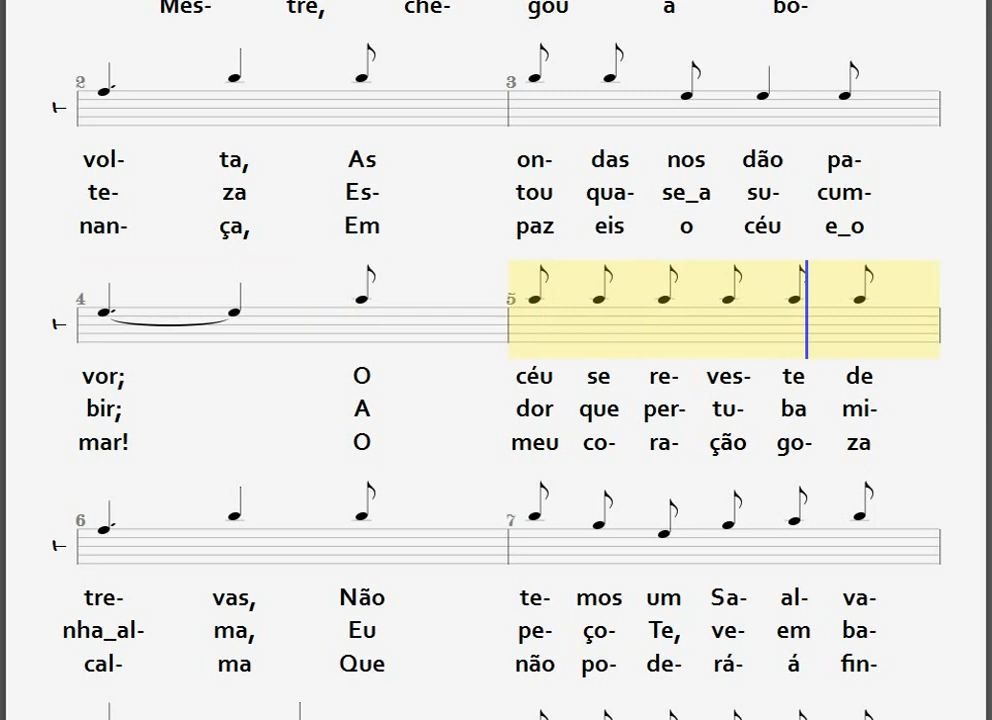 Mes- tre, che- gou a bo-
2 3
vol- ta, As on- das nos dão pa-
te- za Es- tou qua- se_a su- cum-
nan- ça, Em paz eis o céu e_o
4 5
vor; O céu se re- ves- te de
bir; A dor que per- tu- ba mi-
mar! O meu co- ra- ção go- za
6 7
tre- vas, Não te- mos um Sa- al- va-
nha_al- ma, Eu pe- ço- Te, ve- em ba-
cal- ma Que não po- de- rá- á fin-